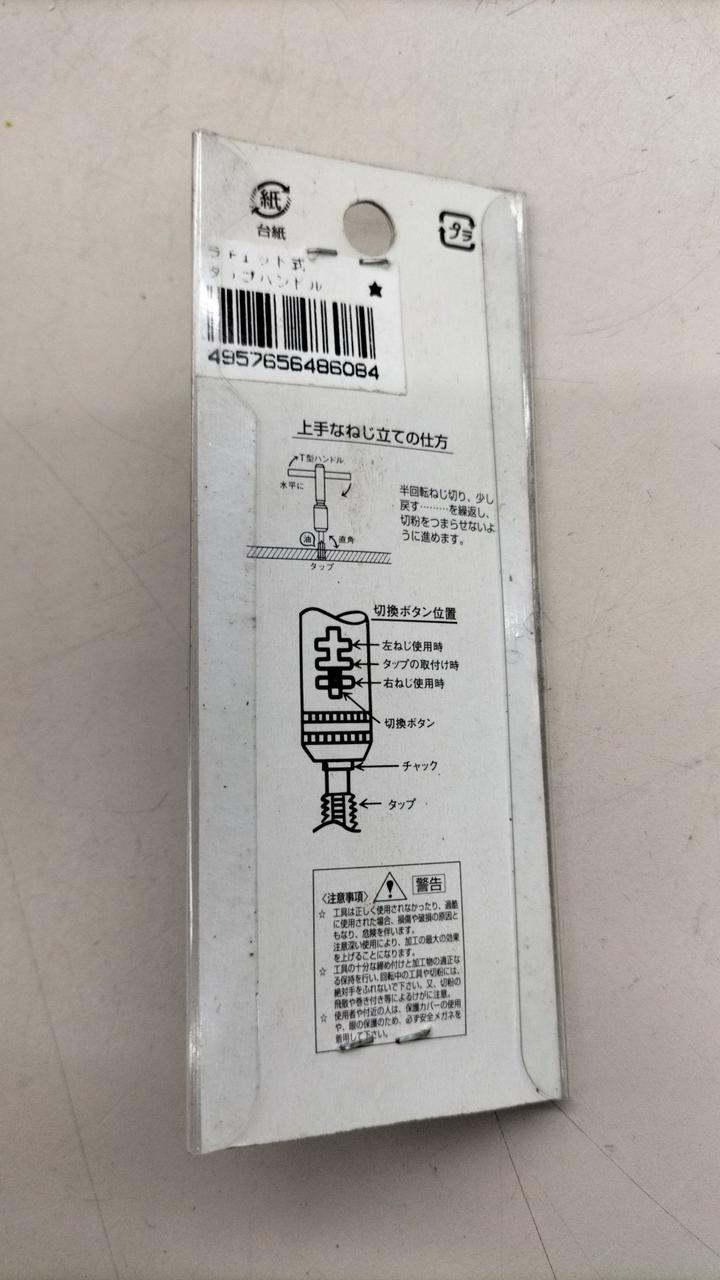 紙
台紙
プラ
ラチェット式
タップハンドル
★
4957656486084
上手なねじ立ての仕方
T型ハンドル
水平に
油
直角
タップ
半回転ねじ切り、少し
戻す………を繰返し、
切粉をつまらせないよ
うに進めます。
切換ボタン位置
左ねじ使用時
タップの取付け時
右ねじ使用時
切換ボタン
チャック
タップ
〈注意事項〉 警告
☆ 工具は正しく使用されなかったり、過酷
に使用された場合、損傷や破損の原因と
もなり、危険を伴います。
注意深い使用により、加工の最大の効果
を上げることになります。
☆ 工具の十分な締め付けと加工物の適正な
る保持を行い、回転中の工具や切粉には、
絶対手をふれないで下さい。又、切粉の
飛散や巻き付き等によるけがに注意。
☆ 使用者や付近の人は、保護カバーの使用
や、眼の保護のため、必ず安全メガネを
着用して下さい。